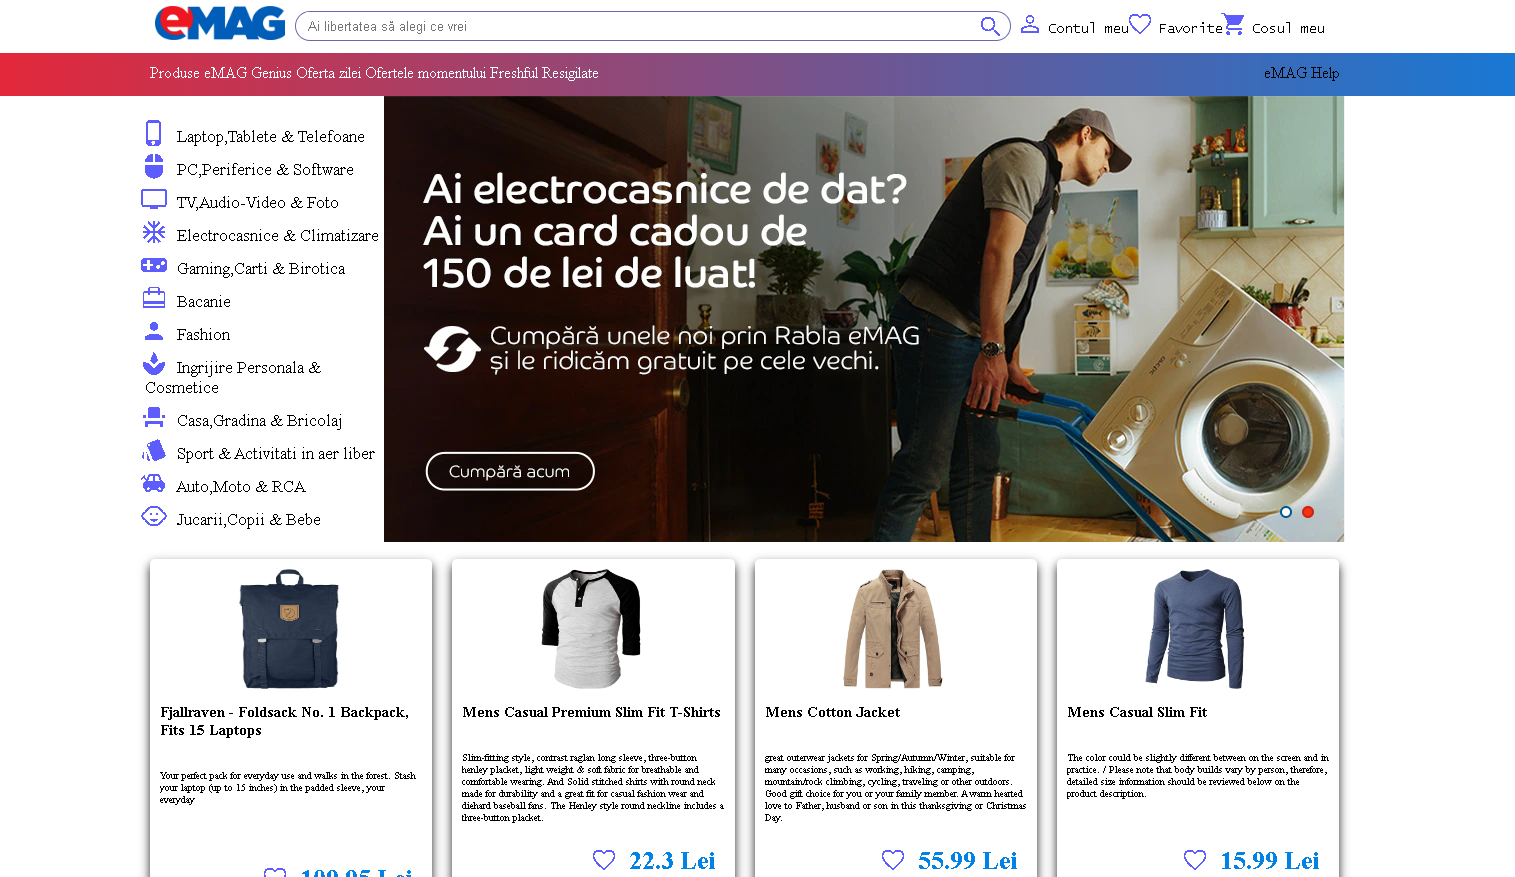 eMAG
Ai libertatea să alegi ce vrei
Contul meu
Favorite
Cosul meu
Produse eMAG Genius Oferta zilei Ofertele momentului Freshful Resigilate
eMAG Help
Laptop,Tablete & Telefoane
PC,Periferice & Software
TV,Audio-Video & Foto
Electrocasnice & Climatizare
Gaming,Carti & Birotica
Bacanie
Fashion
Ingrijire Personala &
Cosmetice
Casa,Gradina & Bricolaj
Sport & Activitati in aer liber
Auto,Moto & RCA
Jucarii,Copii & Bebe
Ai electrocasnice de dat?
Ai un card cadou de
150 de lei de luat!
Cumpără unele noi prin Rabla eMAG
și le ridicăm gratuit pe cele vechi.
Cumpără acum
Fjallraven - Foldsack No. 1 Backpack,
Fits 15 Laptops
Your perfect pack for everyday use and walks in the forest. Stash
your laptop (up to 15 inches) in the padded sleeve, your
everyday
109.95 Lei
Mens Casual Premium Slim Fit T-Shirts
Slim-fitting style, contrast raglan long sleeve, three-button
henley placket, light weight & soft fabric for breathable and
comfortable wearing. And Solid stitched shirts with round neck
made for durability and a great fit for casual fashion wear and
diehard baseball fans. The Henley style round neckline includes a
three-button placket.
22.3 Lei
Mens Cotton Jacket
great outerwear jackets for Spring/Autumn/Winter, suitable for
many occasions, such as working, hiking, camping,
mountain/rock climbing, cycling, traveling or other outdoors.
Good gift choice for you or your family member. A warm hearted
love to Father, husband or son in this thanksgiving or Christmas
Day.
55.99 Lei
Mens Casual Slim Fit
The color could be slightly different between on the screen and in
practice. / Please note that body builds vary by person, therefore,
detailed size information should be reviewed below on the
product description.
15.99 Lei